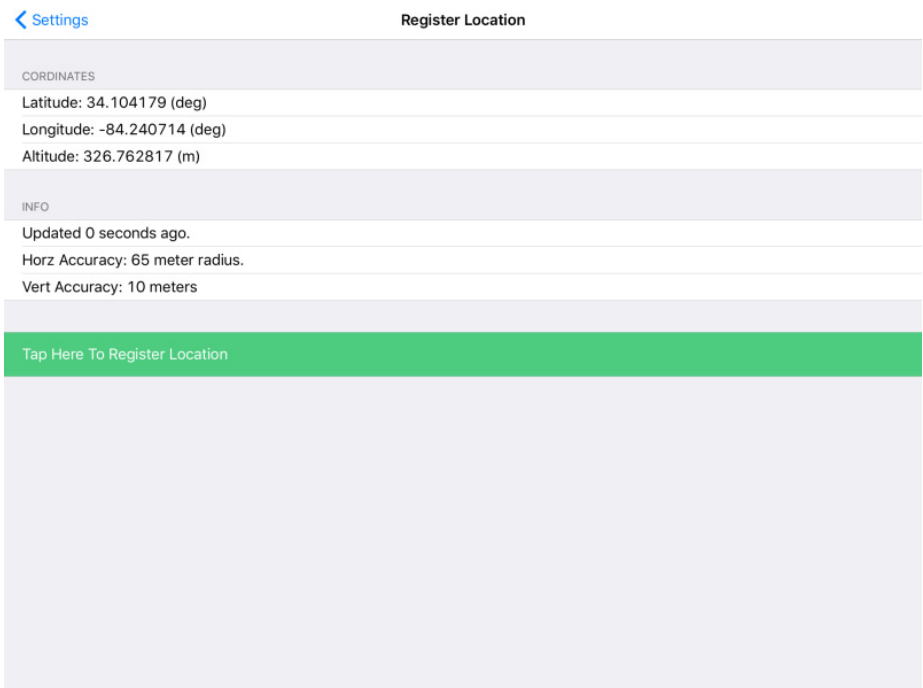 Settings
Register Location
CORDINATES
Latitude: 34.104179 (deg)
Longitude: -84.240714 (deg)
Altitude: 326.762817 (m)
INFO
Updated 0 seconds ago.
Horz Accuracy: 65 meter radius.
Vert Accuracy: 10 meters
Tap Here To Register Location